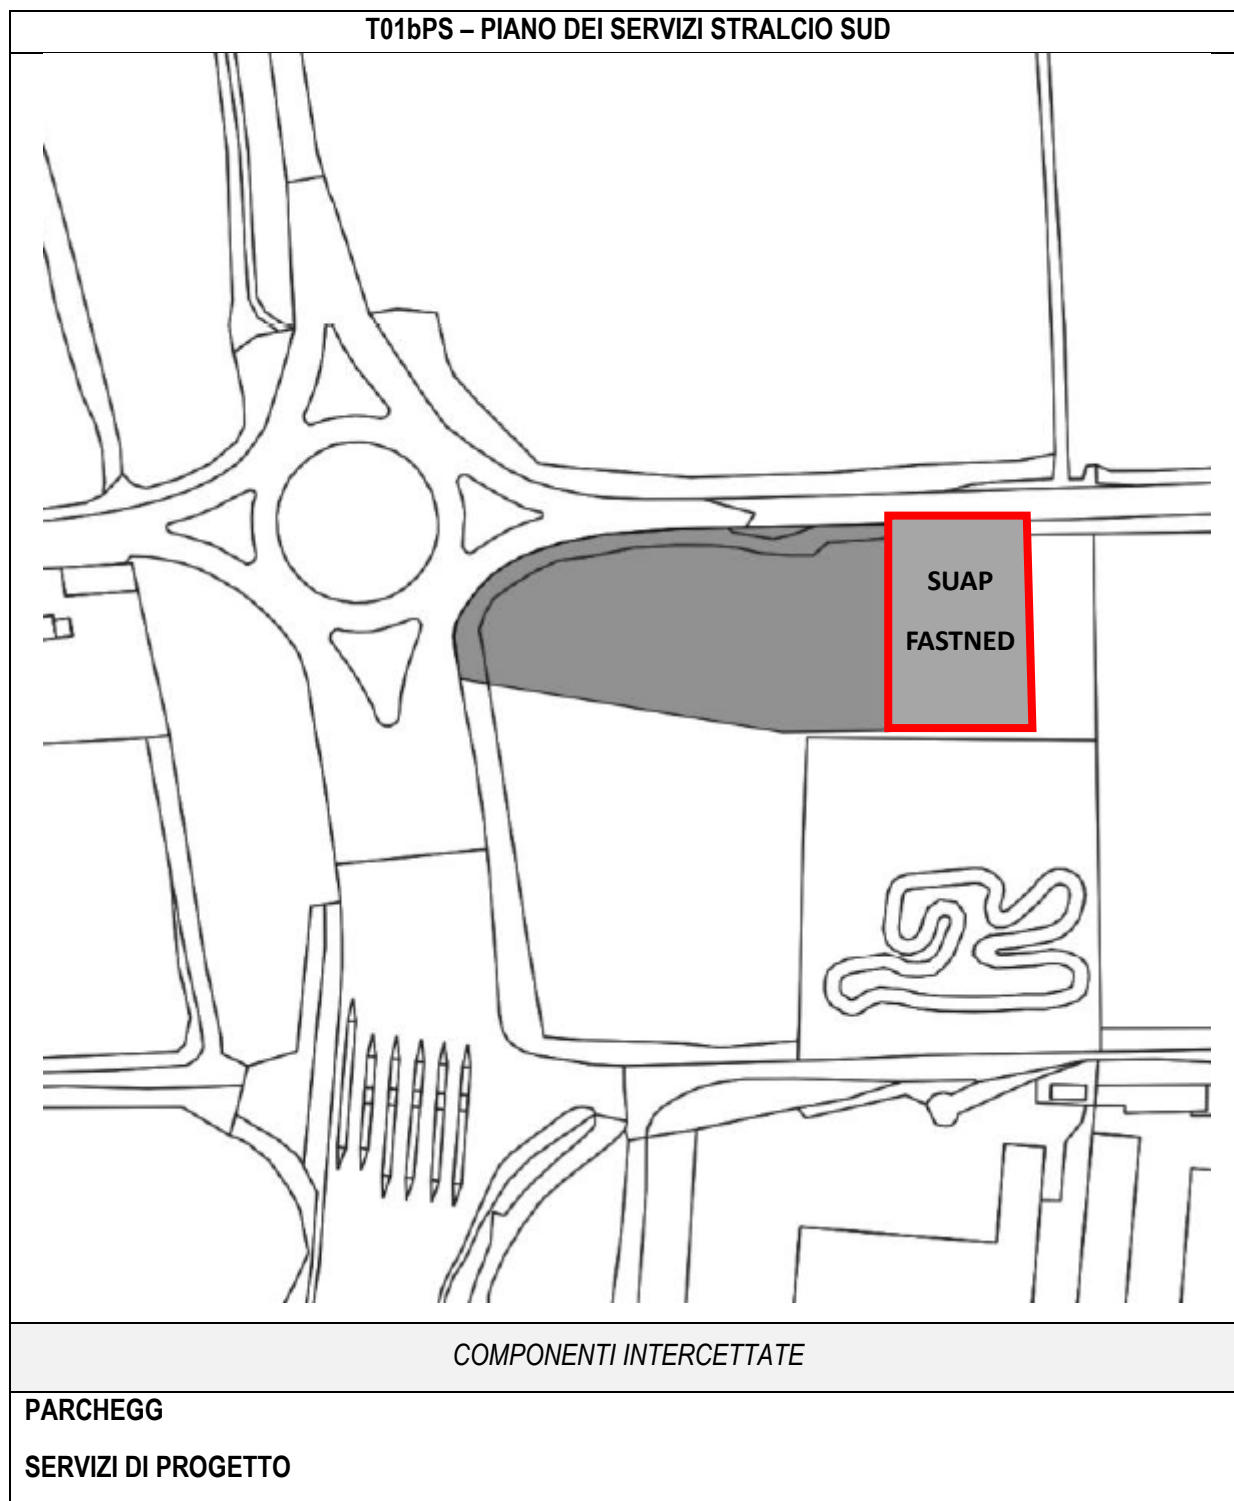 T01bPS – PIANO DEI SERVIZI STRALCIO SUD
SUAP
FASTNED
COMPONENTI INTERCETTATE
PARCHEGG
SERVIZI DI PROGETTO